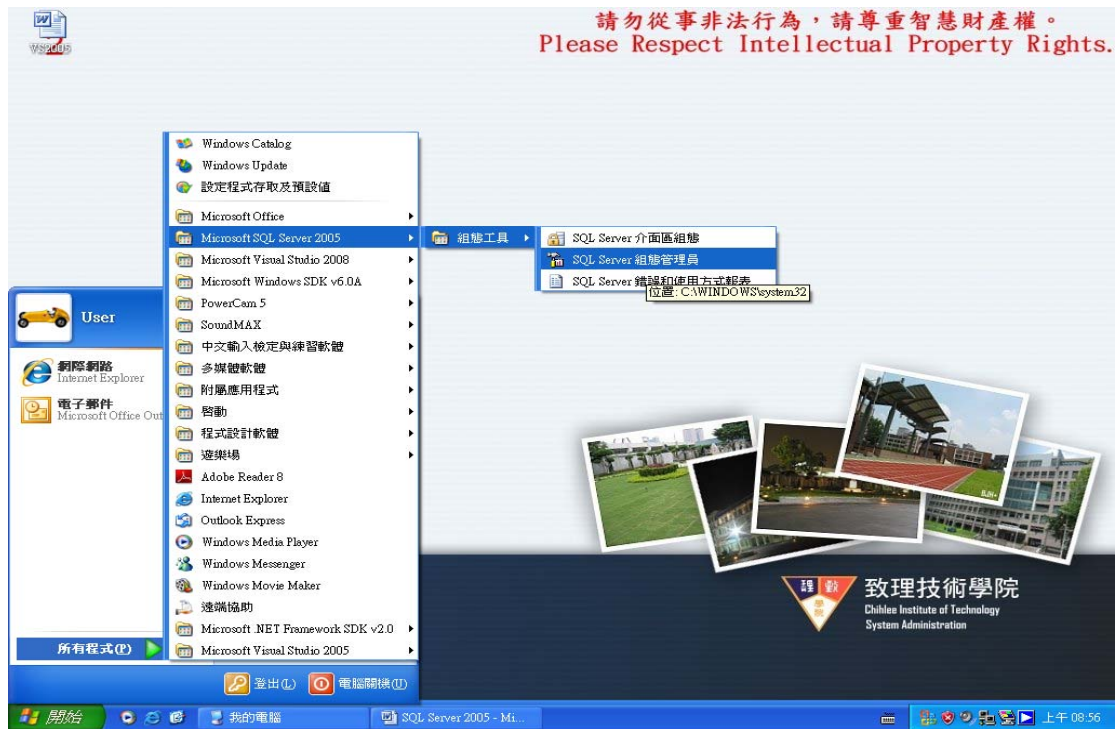 請勿從事非法行為，請尊重智慧財產權。
Please Respect Intellectual Property Rights.
VS2005
Windows Catalog
Windows Update
設定程式存取及預設值
Microsoft Office
Microsoft SQL Server 2005
組態工具
SQL Server 介面區組態
SQL Server 組態管理員
SQL Server 錯誤和使用方式報表
位置: C:\WINDOWS\system32
Microsoft Visual Studio 2008
Microsoft Windows SDK v6.0A
PowerCam 5
SoundMAX
中文輸入檢定與練習軟體
多媒體軟體
附屬應用程式
啟動
程式設計軟體
遊樂場
Adobe Reader 8
Internet Explorer
Outlook Express
Windows Media Player
Windows Messenger
Windows Movie Maker
遠端協助
Microsoft .NET Framework SDK v2.0
Microsoft Visual Studio 2005
User
網際網路
Internet Explorer
電子郵件
Microsoft Office Out
所有程式(P)
登出(L)
電腦關機(U)
致理技術學院
Chihlee Institute of Technology
System Administration
開始
我的電腦
SQL Server 2005 - Mi...
上午 08:56